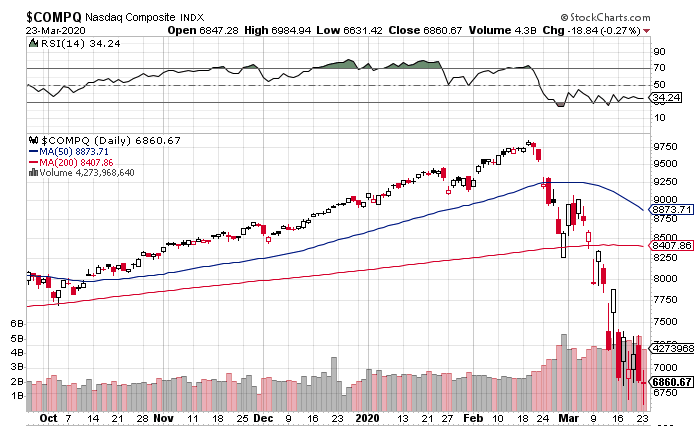 $COMPQ Nasdaq Composite INDX
© StockCharts.com
23-Mar-2020
Open 6847.28 High 6984.94 Low 6631.42 Close 6860.67 Volume 4.3B Chg -18.84 (-0.27%)
RSI(14) 34.24
90
70
50
34.24
10
$COMPQ (Daily) 6860.67
MA(50) 8873.71
MA(200) 8407.86
Volume 4,273,968,640
9750
9500
9250
9000
8873.71
8750
8500
8407.86
8250
8000
7750
7500
7250
4273968
7000
6860.67
6750
6B
5B
4B
3B
2B
1B
Oct 7 14 21 28 Nov 11 18 25 Dec 9 16 23 2020 13 21 27 Feb 10 18 24 Mar 9 16 23